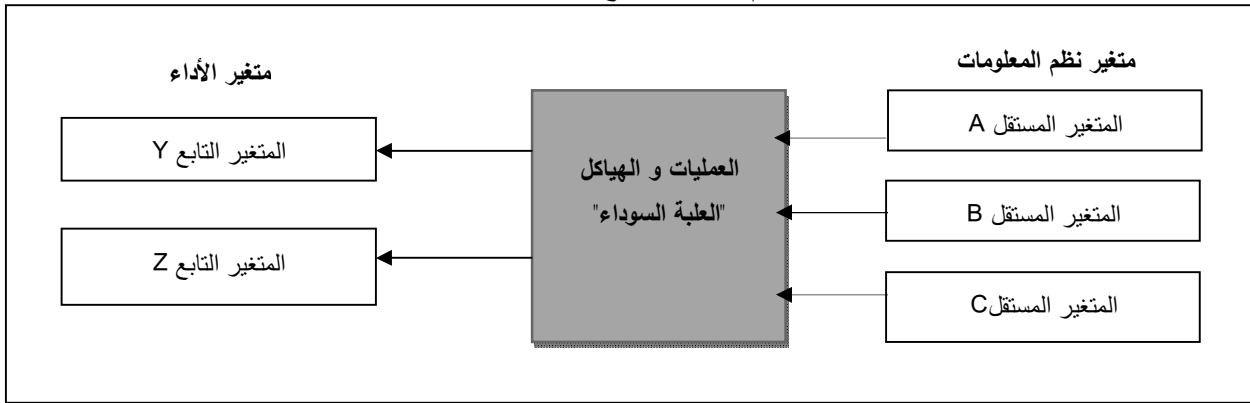 متغير نظم المعلومات
المتغير المستقل A
المتغير المستقل B
المتغير المستقلC
العمليات و الهياكل
"العلبة السوداء"
متغير الأداء
المتغير التابع Y
المتغير التابع Z